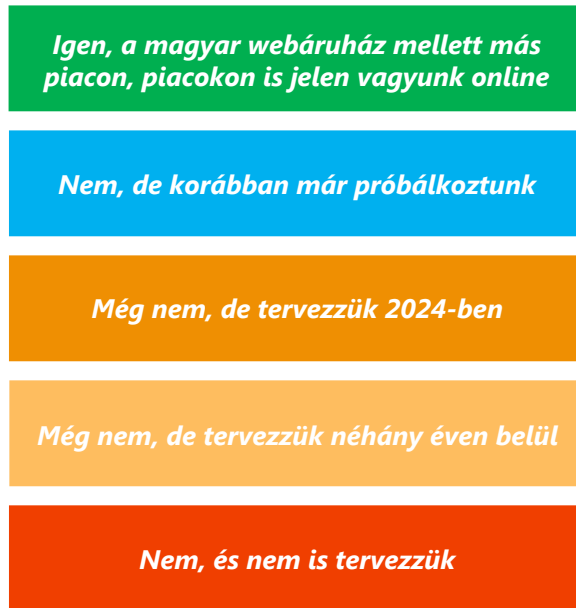 Igen, a magyar webáruház mellett más
piacon, piacokon is jelen vagyunk online
Nem, de korábban már próbálkoztunk
Még nem, de tervezzük 2024-ben
Még nem, de tervezzük néhány éven belül
Nem, és nem is tervezzük